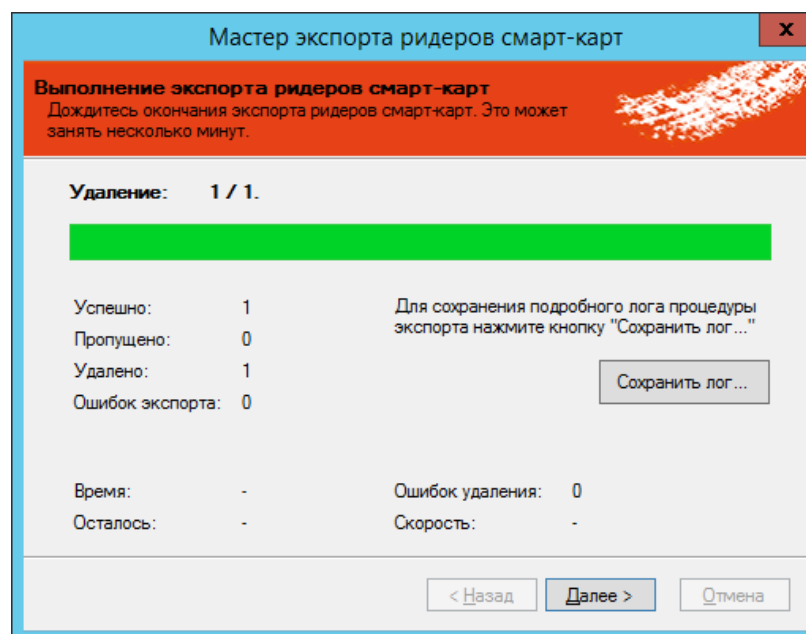 Мастер экспорта ридеров смарт-карт
x
Выполнение экспорта ридеров смарт-карт
Дождитесь окончания экспорта ридеров смарт-карт. Это может
занять несколько минут.
Удаление: 1 / 1.
Успешно: 1
Пропущено: 0
Удалено: 1
Ошибок экспорта: 0
Для сохранения подробного лога процедуры
экспорта нажмите кнопку "Сохранить лог..."
Сохранить лог...
Время: -
Ошибок удаления: 0
Осталось: -
Скорость: -
< Назад
Далее >
Отмена